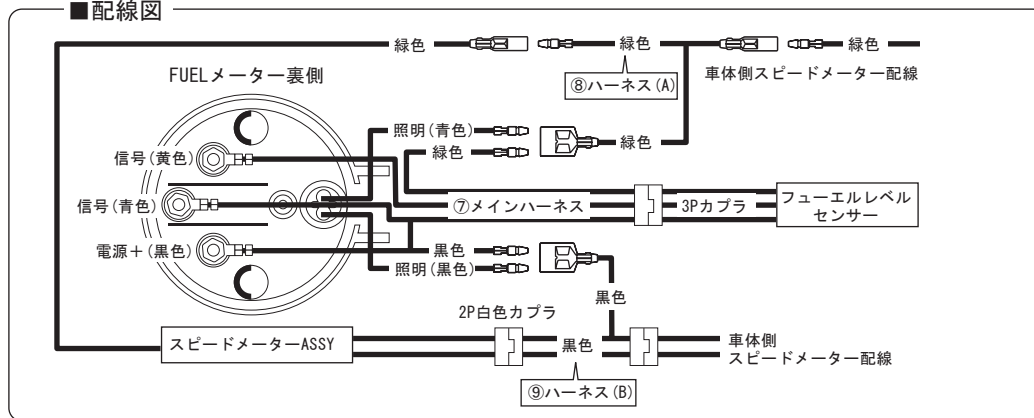 ■配線図
緑色
緑色
緑色
⑧ハーネス(A)
車体側スピードメーター配線
FUELメーター裏側
照明(青色)
緑色
緑色
信号(黄色)
信号(青色)
⑦メインハーネス
3Pカプラ
フューエルレベル
センサー
電源＋(黒色)
黒色
照明(黒色)
黒色
2P白色カプラ
スピードメーターASSY
黒色
車体側
スピードメーター配線
⑨ハーネス(B)